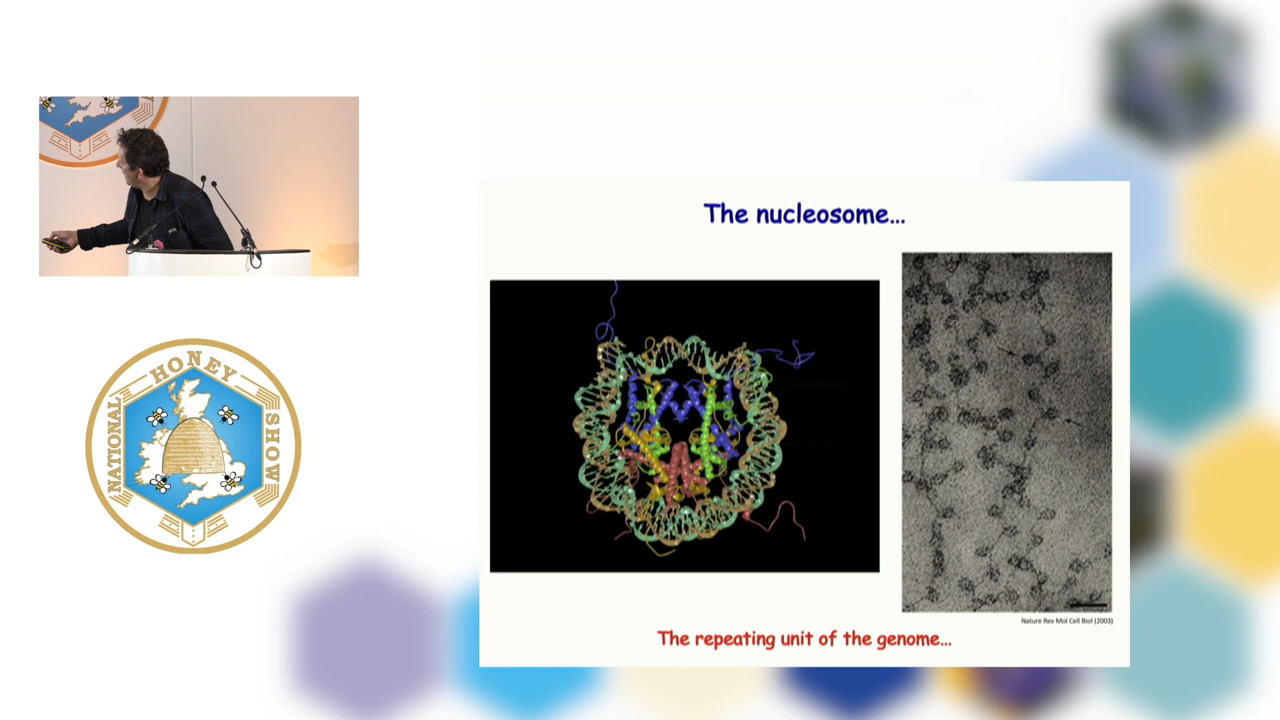 NATIONAL HONEY SHOW
The nucleosome...
Nature Rev Mol Cell Biol (2003)
The repeating unit of the genome...